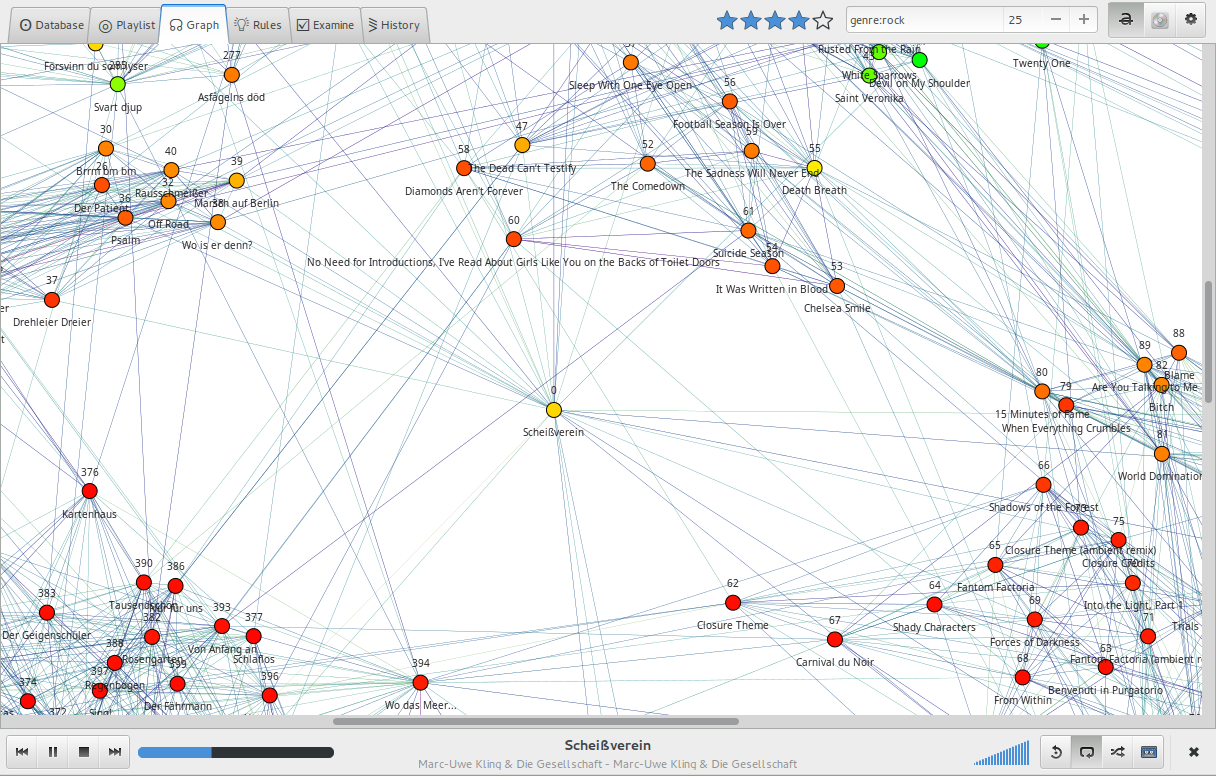 Database
Playlist
Graph
Rules
Examine
History
genre:rock
25
Försvinn du som lyser
Svart djup
277
Asfågelns död
Sleep With One Eye Open
56
Football Season Is Over
Rusted From the Rain
White Sparrows
Devil on My Shoulder
Saint Veronika
Twenty One
30
Brrm bm bm
26
Der Patient
40
Rausschmeißer
32
Off Road
39
Marsch auf Berlin
38
Wo is er denn?
36
Psalm
37
Drehleier Dreier
58
Diamonds Aren't Forever
47
The Dead Can't Testify
52
The Comedown
59
The Sadness Will Never End
55
Death Breath
60
No Need for Introductions, I've Read About Girls Like You on the Backs of Toilet Doors
61
Suicide Season
54
It Was Written in Blood
53
Chelsea Smile
0
Scheißverein
88
Blame
89
Are You Talking to Me
82
Bitch
80
15 Minutes of Fame
79
When Everything Crumbles
81
World Domination
66
Shadows of the Forest
73
Closure Theme (ambient remix)
75
Closure Credits
65
Fantom Factoria
Into the Light, Part 1
62
Closure Theme
64
Shady Characters
69
Forces of Darkness
67
Carnival du Noir
Trials
63
Benvenuti in Purgatorio
Fantom Factoria (ambient r
68
From Within
376
Kartenhaus
390
Tausendschön
386
Nur für uns
383
Der Geigenschüler
382
Rosengarten
393
Von Anfang an
377
Schlaflos
388
Regenbogen
397
Sing!
399
Der Fährmann
396
394
Wo das Meer...
374
372
Scheißverein
Marc-Uwe Kling & Die Gesellschaft - Marc-Uwe Kling & Die Gesellschaft